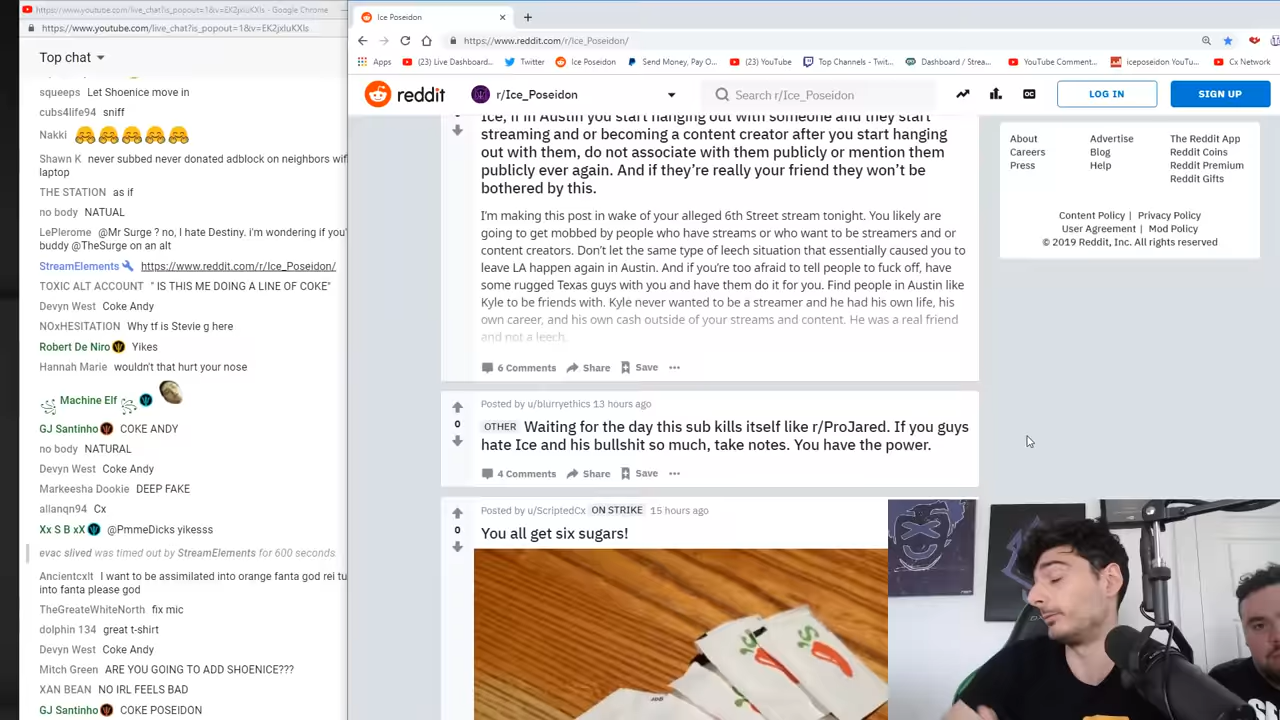 https://www.youtube.com/live_chat?is_popout=1&v=EK2jxIuKXIs - Google Chrome
https://www.youtube.com/live_chat?is_popout=1&v=EK2jxIuKXIs
Top chat
squeeps Let Shoenice move in
cubs4life94 sniff
Nakki
Shawn K never subbed never donated adblock on neighbors wif
laptop
THE STATION as if
no body NATUAL
LePlerome @Mr Surge ? no, I hate Destiny. i'm wondering if you'
buddy @TheSurge on an alt
StreamElements https://www.reddit.com/r/Ice_Poseidon/
TOXIC ALT ACCOUNT " IS THIS ME DOING A LINE OF COKE"
Devyn West Coke Andy
NOxHESITATION Why tf is Stevie g here
Robert De Niro Yikes
Hannah Marie wouldn't that hurt your nose
Machine Elf
GJ Santinho COKE ANDY
no body NATURAL
Devyn West Coke Andy
Markeesha Dookie DEEP FAKE
allanqn94 Cx
Xx S B xX @PmmeDicks yikesss
evac slived was timed out by StreamElements for 600 seconds.
Ancientcxlt I want to be assimilated into orange fanta god rei tu
into fanta please god
TheGreateWhiteNorth fix mic
dolphin 134 great t-shirt
Devyn West Coke Andy
Mitch Green ARE YOU GOING TO ADD SHOENICE???
XAN BEAN NO IRL FEELS BAD
GJ Santinho COKE POSEIDON
Ice Poseidon
https://www.reddit.com/r/Ice_Poseidon/
Apps (23) Live Dashboard... Twitter Ice Poseidon Send Money, Pay O... (23) YouTube Top Channels - Twit... Dashboard / Strea... YouTube Comment... iceposeidon YouTu... Cx Network
reddit r/Ice_Poseidon Search r/Ice_Poseidon LOG IN SIGN UP
Ice, if in Austin you start hanging out with someone and they start
streaming and or becoming a content creator after you start hanging
out with them, do not associate with them publicly or mention them
publicly ever again. And if they're really your friend they won't be
bothered by this.
I'm making this post in wake of your alleged 6th Street stream tonight. You likely are
going to get mobbed by people who have streams or who want to be streamers and or
content creators. Don't let the same type of leech situation that essentially caused you to
leave LA happen again in Austin. And if you're too afraid to tell people to fuck off, have
some rugged Texas guys with you and have them do it for you. Find people in Austin like
Kyle to be friends with. Kyle never wanted to be a streamer and he had his own life, his
own career, and his own cash outside of your streams and content. He was a real friend
and not a leech,
6 Comments Share Save
Posted by u/blurryethics 13 hours ago
0
OTHER Waiting for the day this sub kills itself like r/ProJared. If you guys
hate Ice and his bullshit so much, take notes. You have the power.
4 Comments Share Save
Posted by u/ScriptedCx ON STRIKE 15 hours ago
0
You all get six sugars!
About Advertise The Reddit App
Careers Blog Reddit Coins
Press Help Reddit Premium
Reddit Gifts
Content Policy | Privacy Policy
User Agreement | Mod Policy
© 2019 Reddit, Inc. All rights reserved